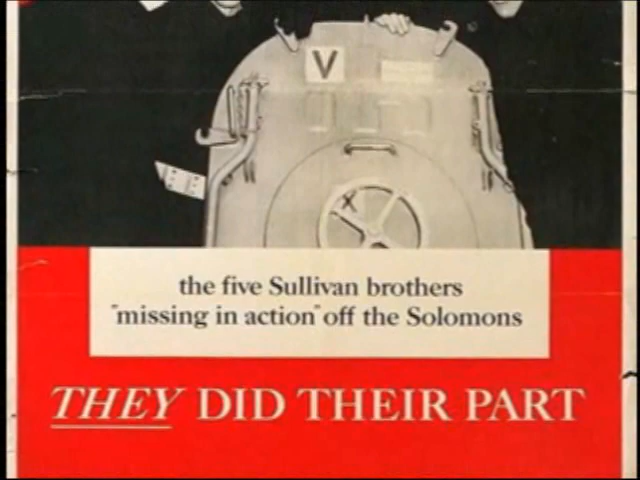 V
X
the five Sullivan brothers
"missing in action" off the Solomons
THEY DID THEIR PART